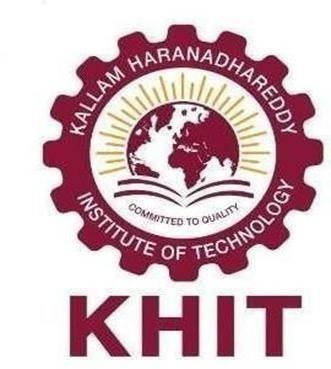 KALLAM HARANADHAREDDY
INSTITUTE OF TECHNOLOGY
COMMITTED TO QUALITY
KHIT